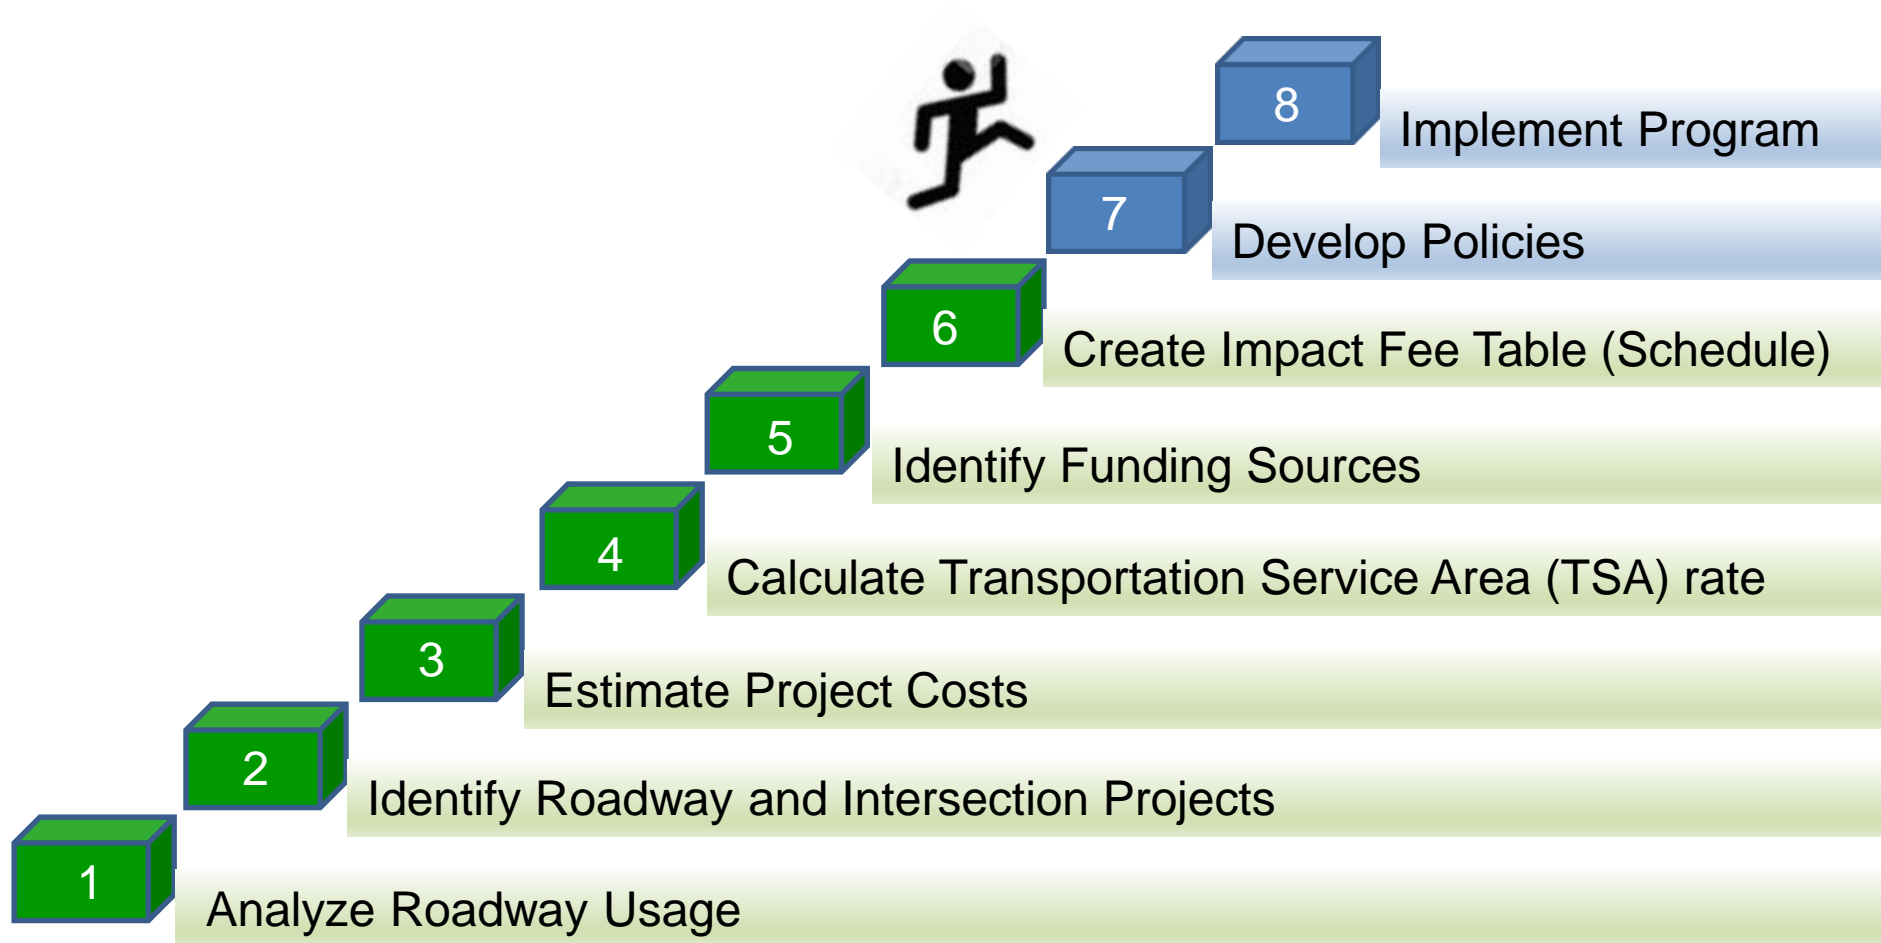 8
Implement Program
7
Develop Policies
6
Create Impact Fee Table (Schedule)
5
Identify Funding Sources
4
Calculate Transportation Service Area (TSA) rate
3
Estimate Project Costs
2
Identify Roadway and Intersection Projects
1
Analyze Roadway Usage